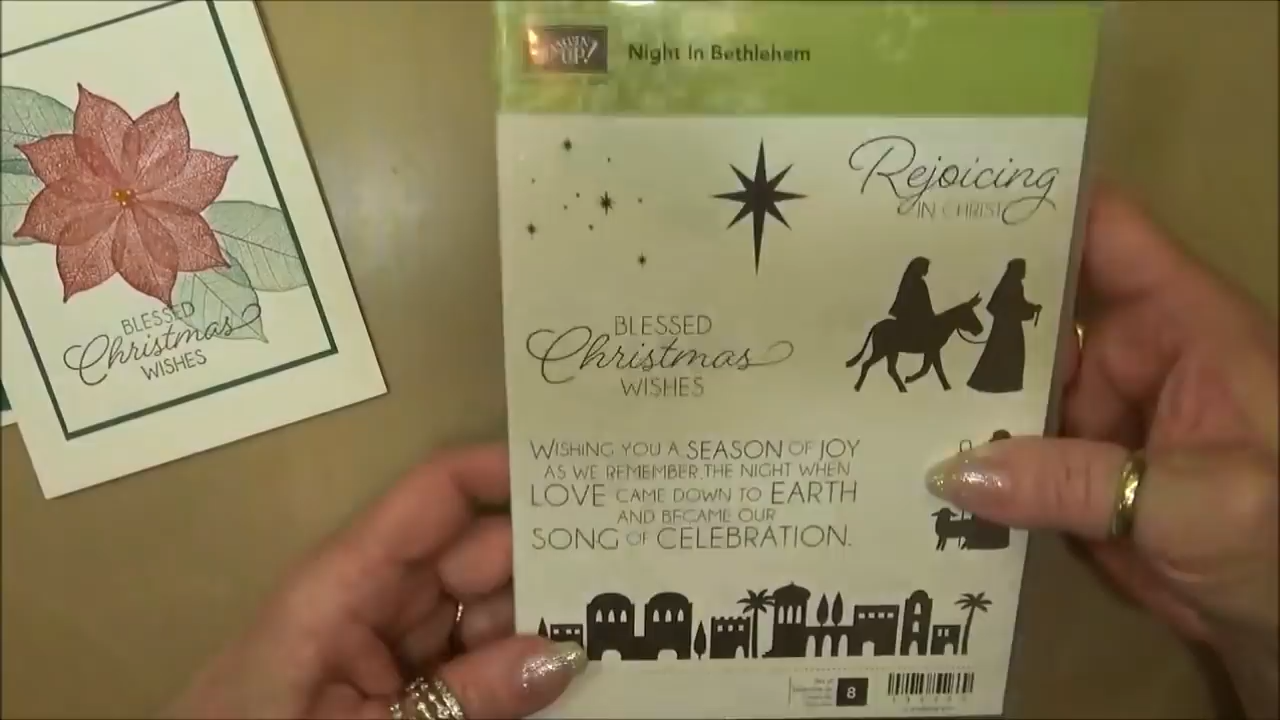 Night In Bethlehem
Rejoicing
IN CHRIST
BLESSED
Christmas
WISHES
WISHING YOU A SEASON OF JOY
AS WE REMEMBER THE NIGHT WHEN
LOVE CAME DOWN TO EARTH
AND BECAME OUR
SONG OF CELEBRATION.
8
BLESSED
Christmas
WISHES